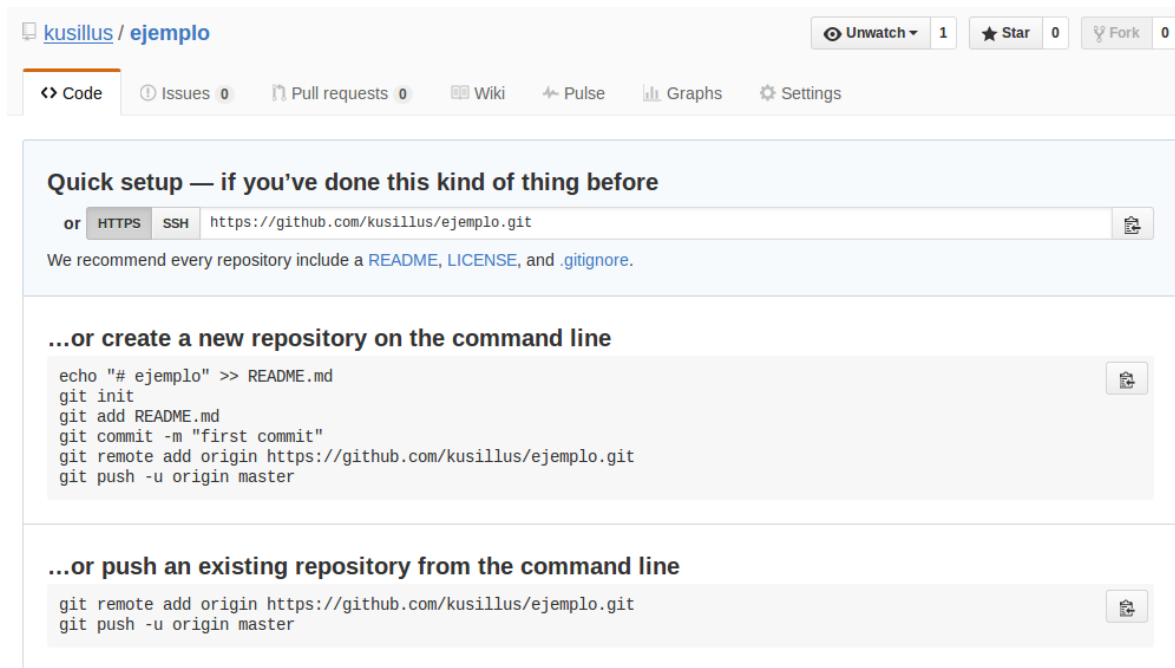 kusillus / ejemplo
Unwatch 1 Star 0 Fork 0
Code Issues 0 Pull requests 0 Wiki Pulse Graphs Settings
Quick setup — if you’ve done this kind of thing before
or HTTPS SSH https://github.com/kusillus/ejemplo.git
We recommend every repository include a README, LICENSE, and .gitignore.
…or create a new repository on the command line
echo "# ejemplo" >> README.md
git init
git add README.md
git commit -m "first commit"
git remote add origin https://github.com/kusillus/ejemplo.git
git push -u origin master
…or push an existing repository from the command line
git remote add origin https://github.com/kusillus/ejemplo.git
git push -u origin master